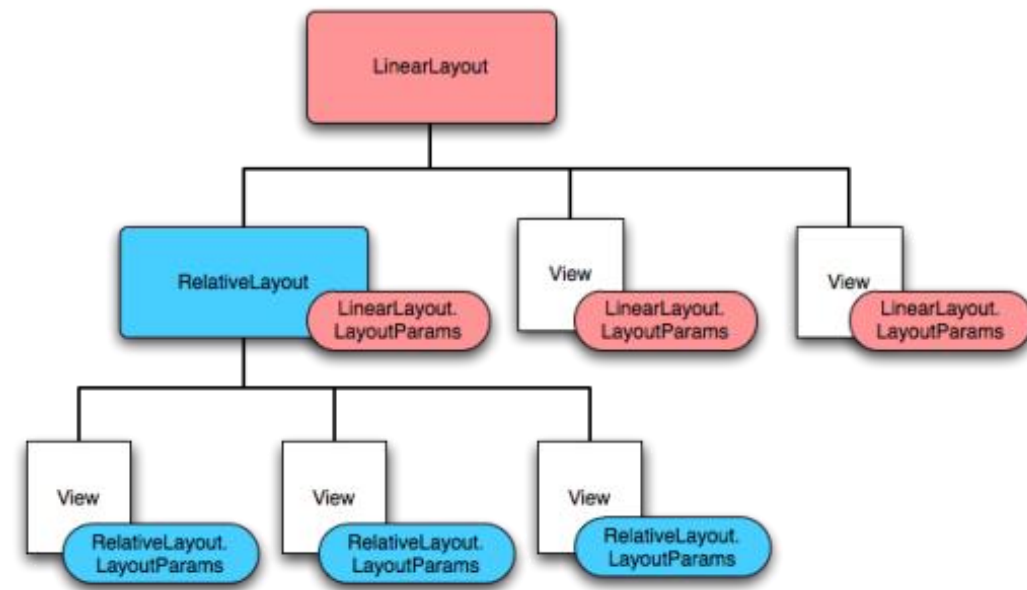 LinearLayout
RelativeLayout
LinearLayout.
LayoutParams
View
LinearLayout.
LayoutParams
View
LinearLayout.
LayoutParams
View
RelativeLayout.
LayoutParams
View
RelativeLayout.
LayoutParams
View
RelativeLayout.
LayoutParams